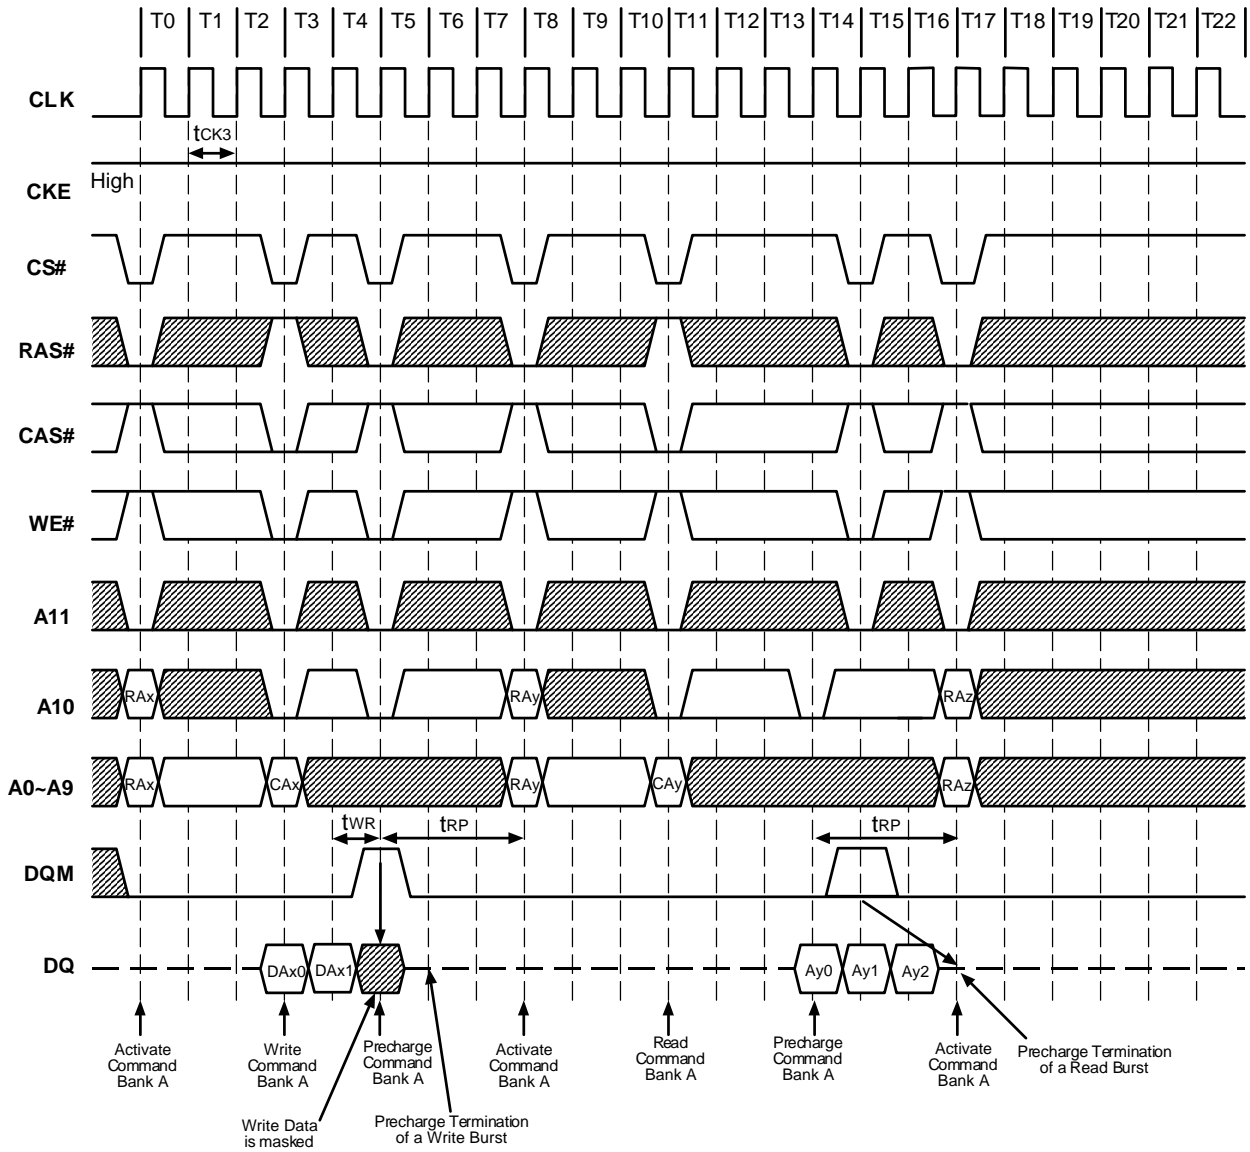 T0 T1 T2 T3 T4 T5 T6 T7 T8 T9 T10 T11 T12 T13 T14 T15 T16 T17 T18 T19 T20 T21 T22
CLK
tCK3
High
CKE
CS#
RAS#
CAS#
WE#
A11
A10
RAx RAy RAz
A0~A9
RAx CAx RAy CAy RAz
tWR tRP tRP
DQM
DQ
DAx0 DAx1 Ay0 Ay1 Ay2
Activate
Command
Bank A
Write
Command
Bank A
Precharge
Command
Bank A
Activate
Command
Bank A
Read
Command
Bank A
Precharge
Command
Bank A
Activate
Command
Bank A
Precharge Termination
of a Read Burst
Write Data
is masked
Precharge Termination
of a Write Burst